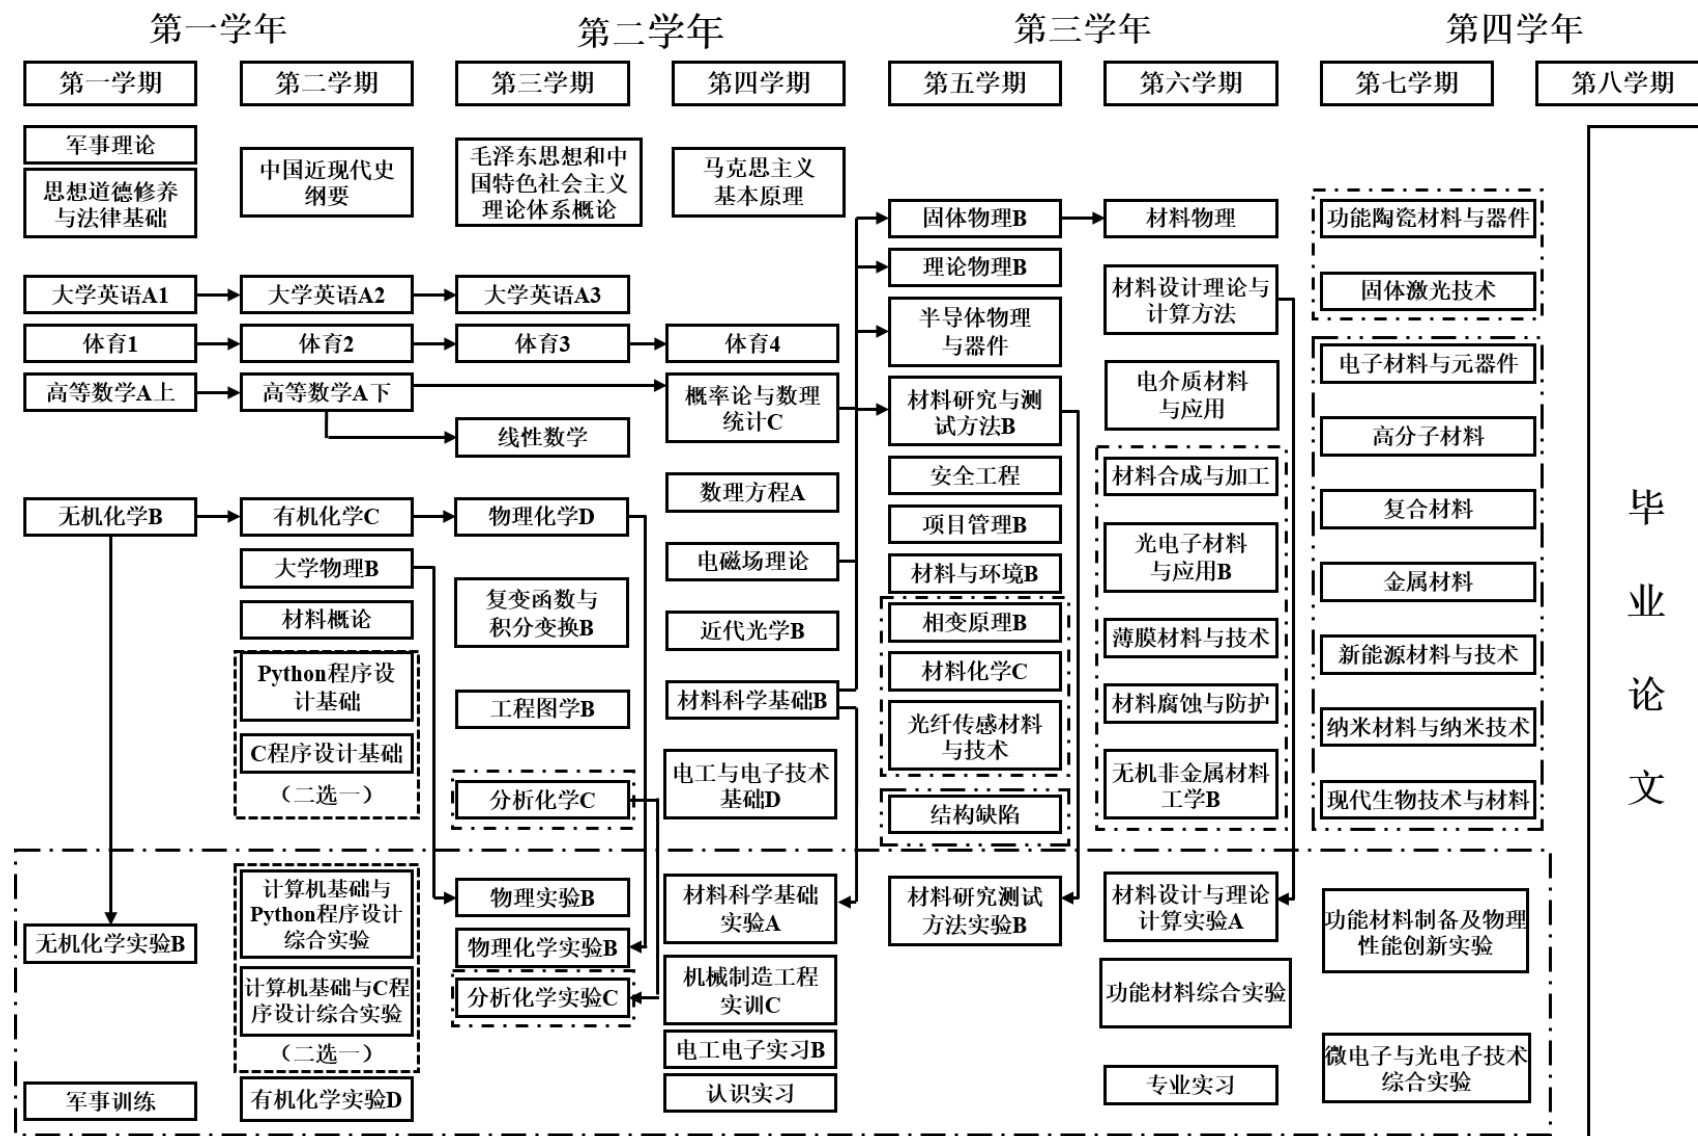 第一学年
第二学年
第三学年
第四学年
第一学期
第二学期
第三学期
第四学期
第五学期
第六学期
第七学期
第八学期
军事理论
思想道德修养
与法律基础
大学英语A1
体育1
高等数学A上
无机化学B
无机化学实验B
军事训练
中国近现代史
纲要
大学英语A2
体育2
高等数学A下
有机化学C
大学物理B
材料概论
Python程序设
计基础
C程序设计基础
（二选一）
计算机基础与
Python程序设计
综合实验
计算机基础与C程
序设计综合实验
（二选一）
有机化学实验D
毛泽东思想和中
国特色社会主义
理论体系概论
大学英语A3
体育3
线性数学
物理化学D
复变函数与
积分变换B
工程图学B
分析化学C
物理实验B
物理化学实验B
分析化学实验C
马克思主义
基本原理
体育4
概率论与数理
统计C
数理方程A
电磁场理论
近代光学B
材料科学基础B
电工与电子技术
基础D
材料科学基础
实验A
机械制造工程
实训C
电工电子实习B
认识实习
固体物理B
理论物理B
半导体物理
与器件
材料研究与测
试方法B
安全工程
项目管理B
材料与环境B
相变原理B
材料化学C
光纤传感材料
与技术
结构缺陷
材料研究测试
方法实验B
材料物理
材料设计理论与
计算方法
电介质材料
与应用
材料合成与加工
光电子材料
与应用B
薄膜材料与技术
材料腐蚀与防护
无机非金属材料
工学B
材料设计与理论
计算实验A
功能材料综合实验
专业实习
功能陶瓷材料与器件
固体激光技术
电子材料与元器件
高分子材料
复合材料
金属材料
新能源材料与技术
纳米材料与纳米技术
现代生物技术与材料
功能材料制备及物理
性能创新实验
微电子与光电子技术
综合实验
毕业论文